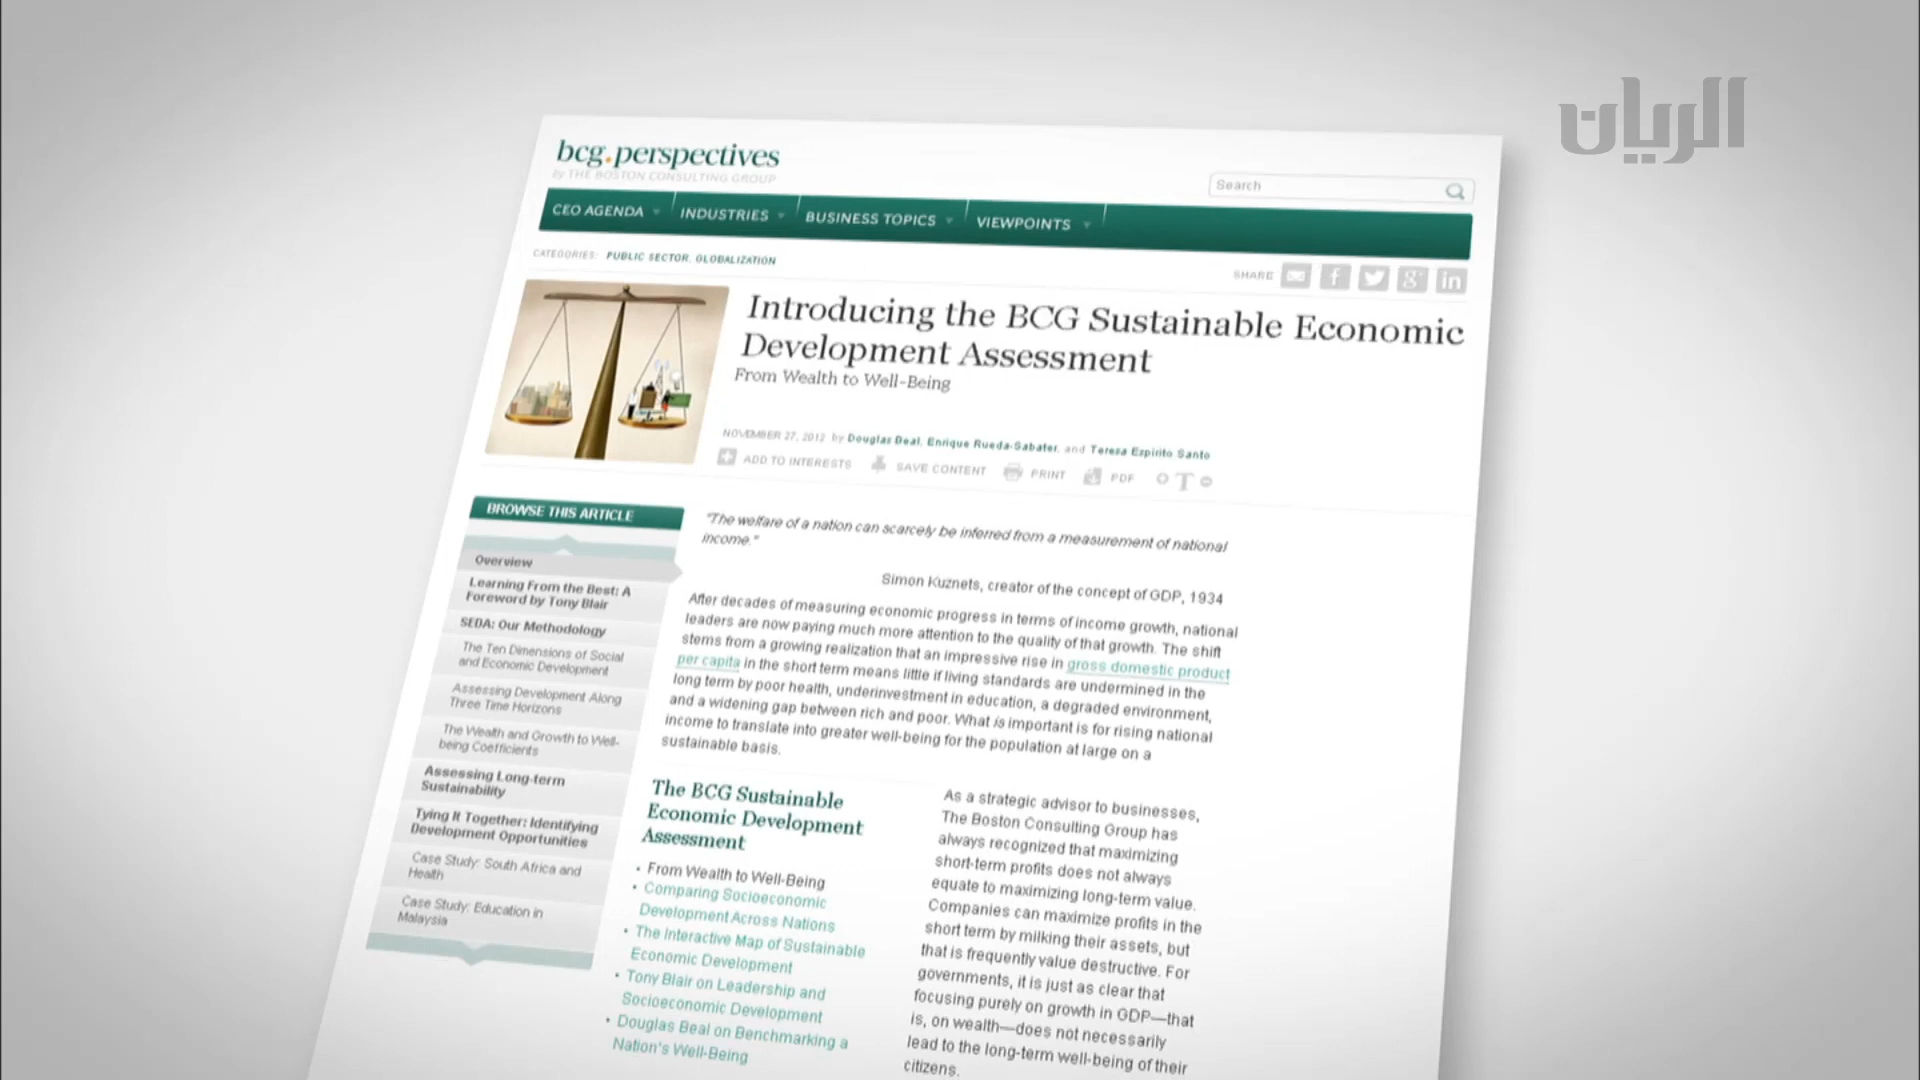 الريان
bcg.perspectives
by THE BOSTON CONSULTING GROUP
Search
CEO AGENDA
INDUSTRIES
BUSINESS TOPICS
VIEWPOINTS
CATEGORIES: PUBLIC SECTOR, GLOBALIZATION
SHARE
Introducing the BCG Sustainable Economic
Development Assessment
From Wealth to Well-Being
NOVEMBER 27, 2012 by Douglas Beal, Enrique Rueda-Sabater, and Teresa Espirito Santo
ADD TO INTERESTS
SAVE CONTENT
PRINT
PDF
T
BROWSE THIS ARTICLE
Overview
Learning From the Best: A
Foreword by Tony Blair
SEDA: Our Methodology
The Ten Dimensions of Social
and Economic Development
Assessing Development Along
Three Time Horizons
The Wealth and Growth to Well-
being Coefficients
Assessing Long-term
Sustainability
Tying It Together: Identifying
Development Opportunities
Case Study: South Africa and
Health
Case Study: Education in
Malaysia
"The welfare of a nation can scarcely be inferred from a measurement of national
income."
Simon Kuznets, creator of the concept of GDP, 1934
After decades of measuring economic progress in terms of income growth, national
leaders are now paying much more attention to the quality of that growth. The shift
stems from a growing realization that an impressive rise in gross domestic product
per capita in the short term means little if living standards are undermined in the
long term by poor health, underinvestment in education, a degraded environment,
and a widening gap between rich and poor. What is important is for rising national
income to translate into greater well-being for the population at large on a
sustainable basis.
The BCG Sustainable
Economic Development
Assessment
• From Wealth to Well-Being
• Comparing Socioeconomic
Development Across Nations
• The Interactive Map of Sustainable
Economic Development
• Tony Blair on Leadership and
Socioeconomic Development
• Douglas Beal on Benchmarking a
Nation's Well-Being
As a strategic advisor to businesses,
The Boston Consulting Group has
always recognized that maximizing
short-term profits does not always
equate to maximizing long-term value.
Companies can maximize profits in the
short term by milking their assets, but
that is frequently value destructive. For
governments, it is just as clear that
focusing purely on growth in GDP—that
is, on wealth—does not necessarily
lead to the long-term well-being of their
citizens.